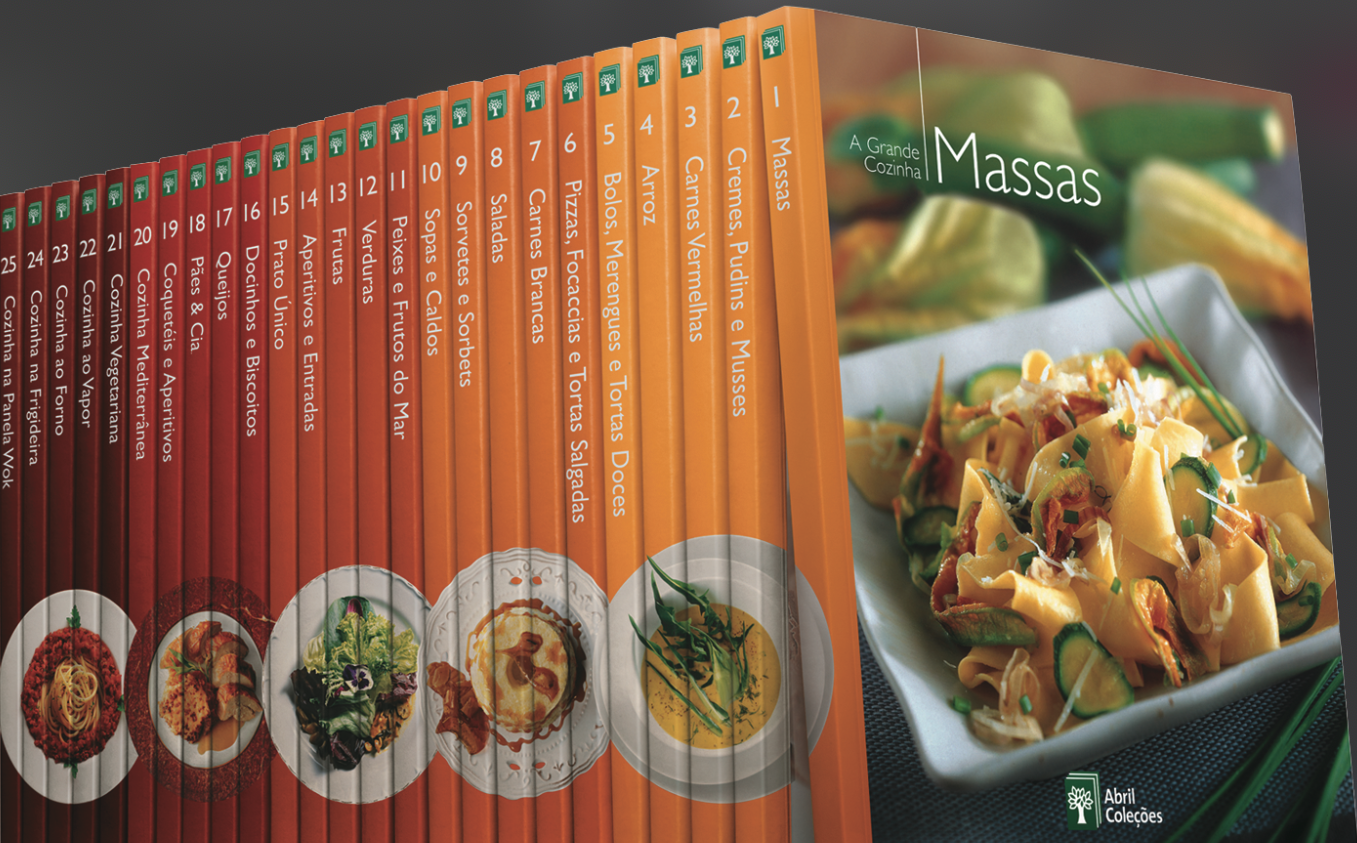 25 Cozinha na Panela Wok
24 Cozinha na Frigideira
23 Cozinha ao Forno
22 Cozinha ao Vapor
21 Cozinha Vegetariana
20 Cozinha Mediterrânea
19 Coquetéis e Aperitivos
18 Pães & Cia
17 Queijos
16 Docinhos e Biscoitos
15 Prato Único
14 Aperitivos e Entradas
13 Frutas
12 Verduras
11 Peixes e Frutos do Mar
10 Sopas e Caldos
9 Sorvetes e Sorbets
8 Saladas
7 Carnes Brancas
6 Pizzas, Focaccias e Tortas Salgadas
5 Bolos, Merengues e Tortas Doces
4 Arroz
3 Carnes Vermelhas
2 Cremes, Pudins e Musses
1 Massas
A Grande
Cozinha
Massas
Abril
Coleções